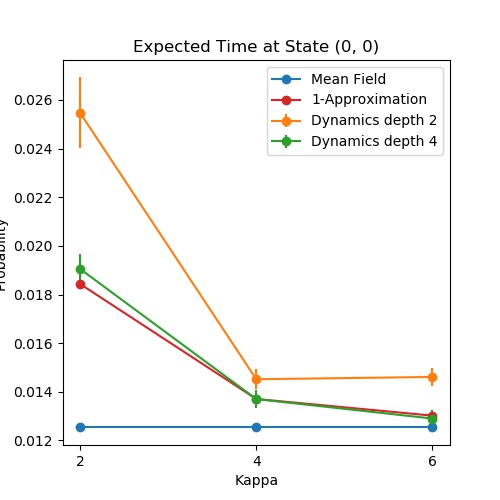 Expected Time at State (0, 0)
Mean Field
1-Approximation
Dynamics depth 2
Dynamics depth 4
0.026
0.024
0.022
0.020
0.018
0.016
0.014
0.012
Probability
2 4 6
Kappa